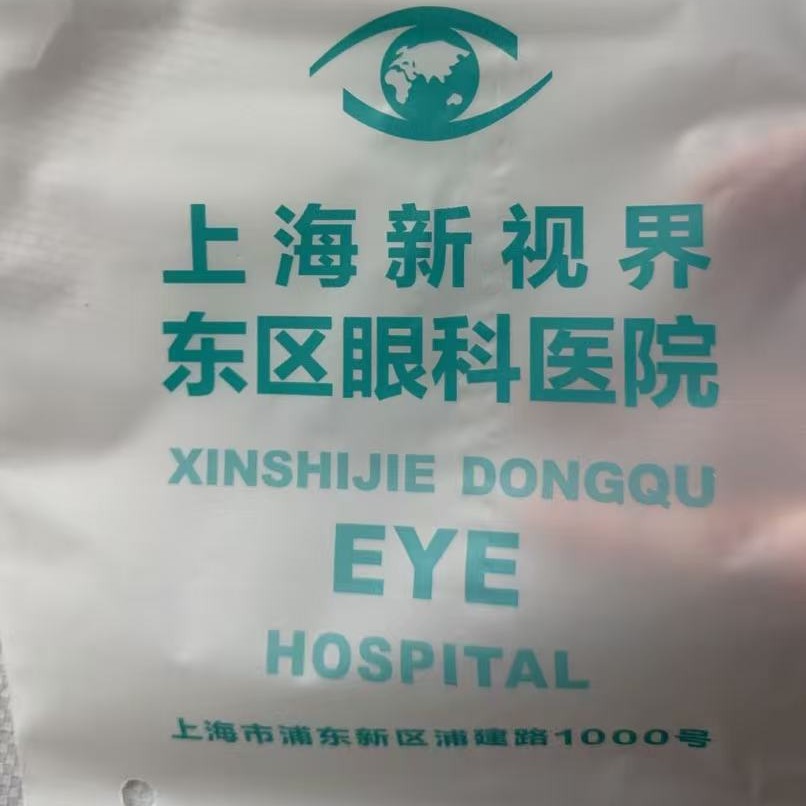 上海新视界
东区眼科医院
XINSHIJIE DONGQU
EYE
HOSPITAL
上海市浦东新区浦建路1000号